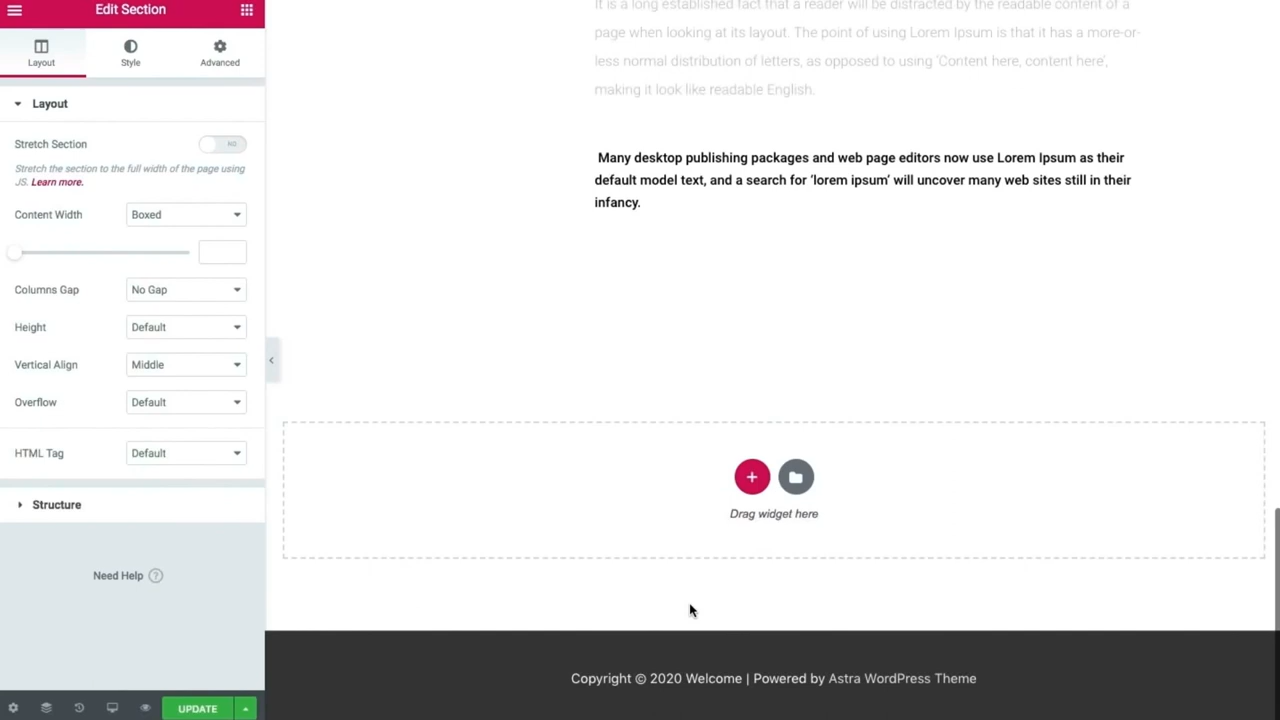 Edit Section
Layout
Style
Advanced
Layout
Stretch Section
NO
Stretch the section to the full width of the page using
JS. Learn more.
Content Width
Boxed
Columns Gap
No Gap
Height
Default
Vertical Align
Middle
Overflow
Default
HTML Tag
Default
Structure
Need Help ?
UPDATE
It is a long established fact that a reader will be distracted by the readable content of a
page when looking at its layout. The point of using Lorem Ipsum is that it has a more-or-
less normal distribution of letters, as opposed to using ‘Content here, content here’,
making it look like readable English.
Many desktop publishing packages and web page editors now use Lorem Ipsum as their
default model text, and a search for ‘lorem ipsum’ will uncover many web sites still in their
infancy.
Drag widget here
Copyright © 2020 Welcome | Powered by Astra WordPress Theme